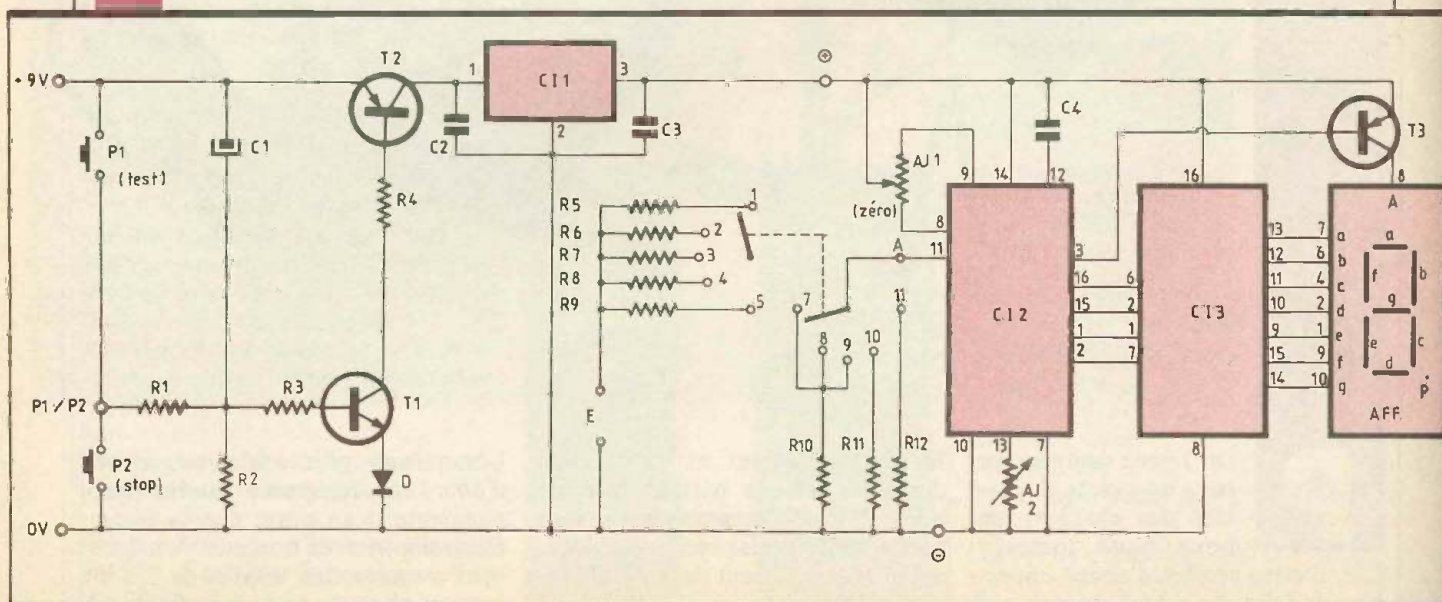 +9V
P1
(test)
C1
T2
R4
1
CI1
3
2
C2
C3
R5
R6
R7
R8
R9
1
2
3
4
5
E
P1/P2
R1
R3
T1
R2
D
P2
(stop)
0V
⊕
AJ1
(zéro)
A
7
8
9
10
11
R10
R11
R12
⊖
9
14
12
8
11
C4
CI2
3
16
15
1
2
10
13
7
AJ
2
16
6
2
1
7
CI3
13
12
11
10
9
15
14
8
T3
8
A
7
6
4
2
1
9
10
a
b
c
d
e
f
g
a
b
c
d
e
f
g
p
AFF.